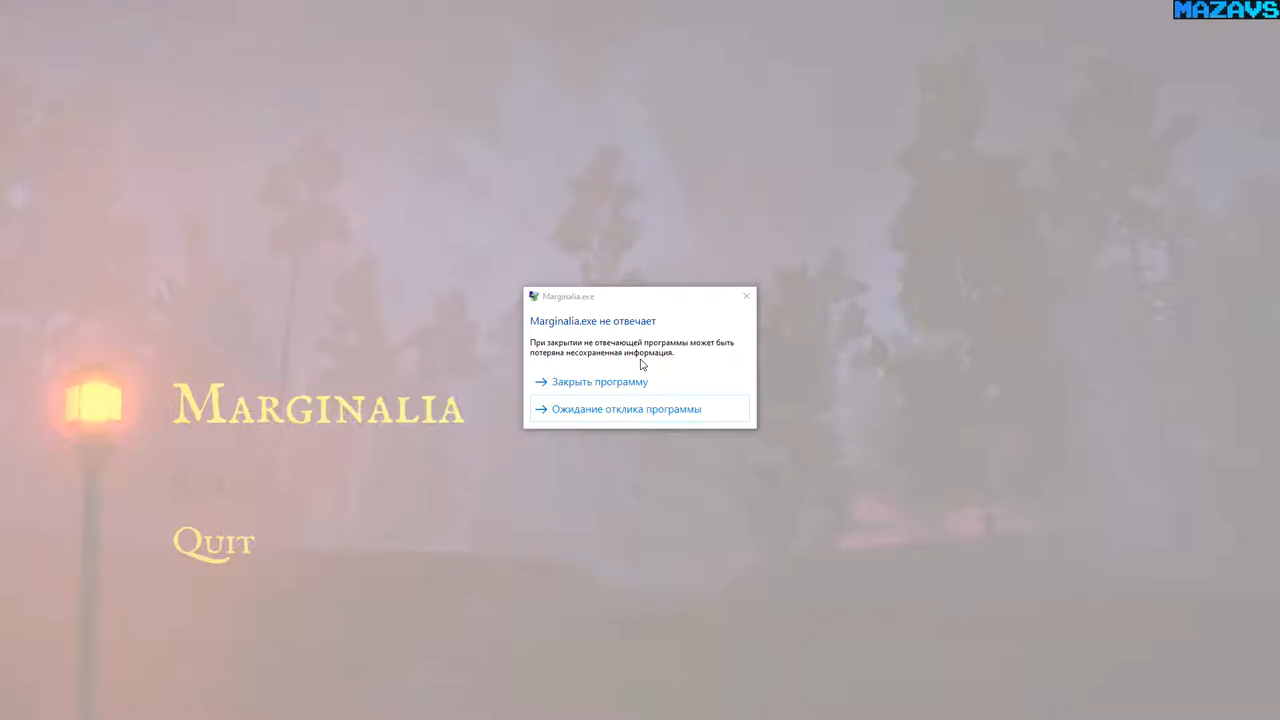 MAZAVS
Marginalia.exe
Marginalia.exe не отвечает
При закрытии не отвечающей программы может быть
потеряна несохраненная информация.
Закрыть программу
Ожидание отклика программы
Marginalia
Quit